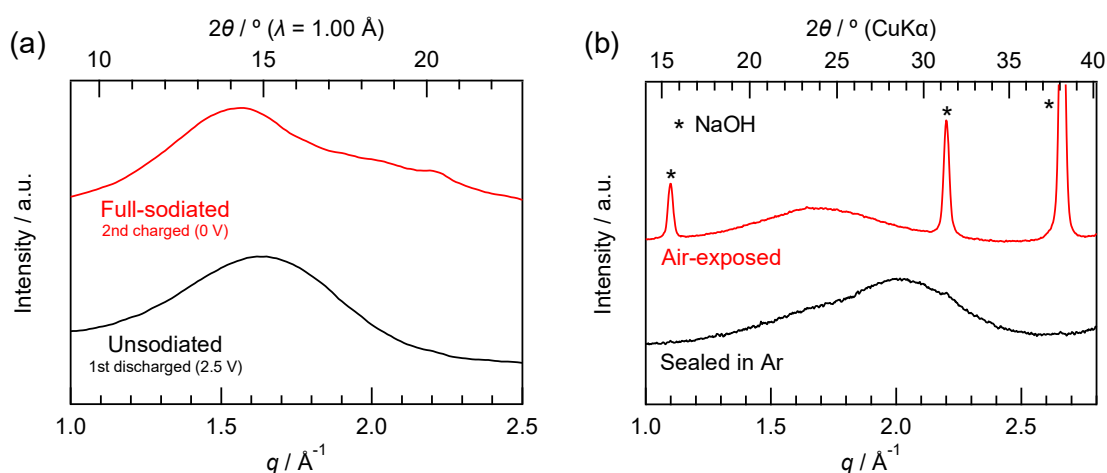 (a)
2θ / º (λ = 1.00 Å)
10 15 20
Intensity / a.u.
Full-sodiated
2nd charged (0 V)
Unsodiated
1st discharged (2.5 V)
1.0 1.5 2.0 2.5
q / Å⁻¹
(b)
2θ / º (CuKα)
15 20 25 30 35 40
Intensity / a.u.
* * *
* NaOH
Air-exposed
Sealed in Ar
1.0 1.5 2.0 2.5
q / Å⁻¹